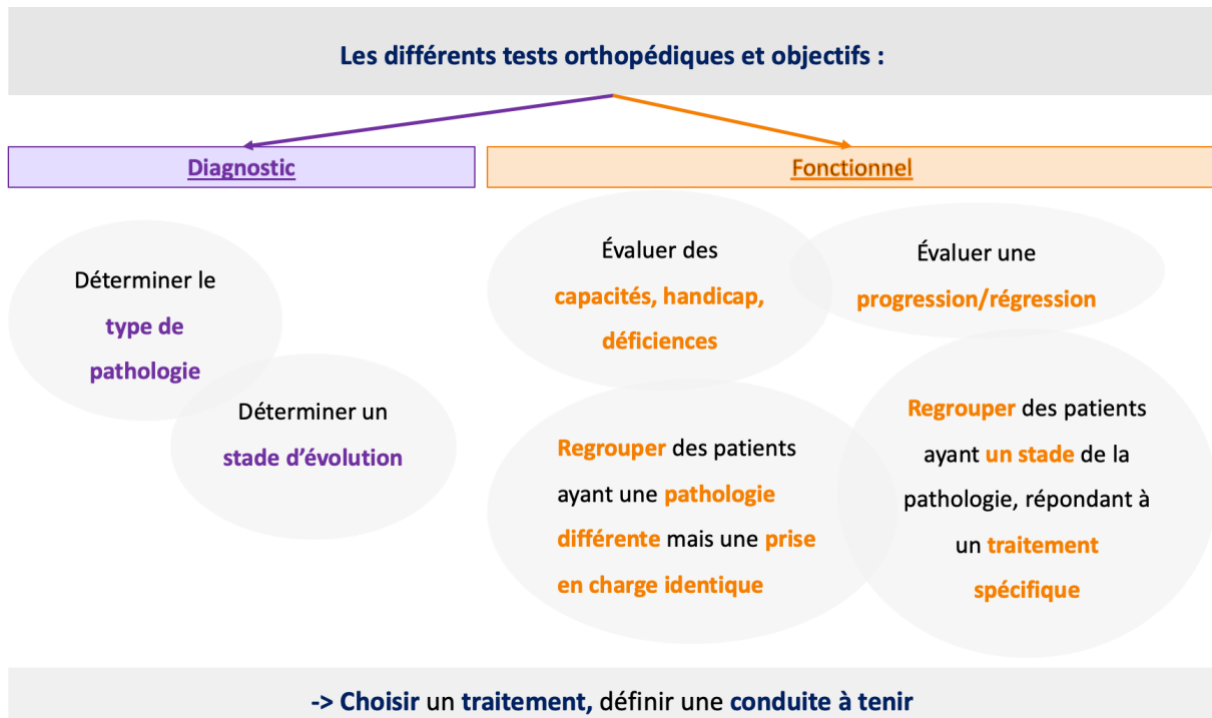 Les différents tests orthopédiques et objectifs :
Diagnostic
Déterminer le
type de
pathologie
Déterminer un
stade d’évolution
Fonctionnel
Évaluer des
capacités, handicap,
déficiences
Évaluer une
progression/régression
Regrouper des patients
ayant une pathologie
différente mais une prise
en charge identique
Regrouper des patients
ayant un stade de la
pathologie, répondant à
un traitement
spécifique
-> Choisir un traitement, définir une conduite à tenir